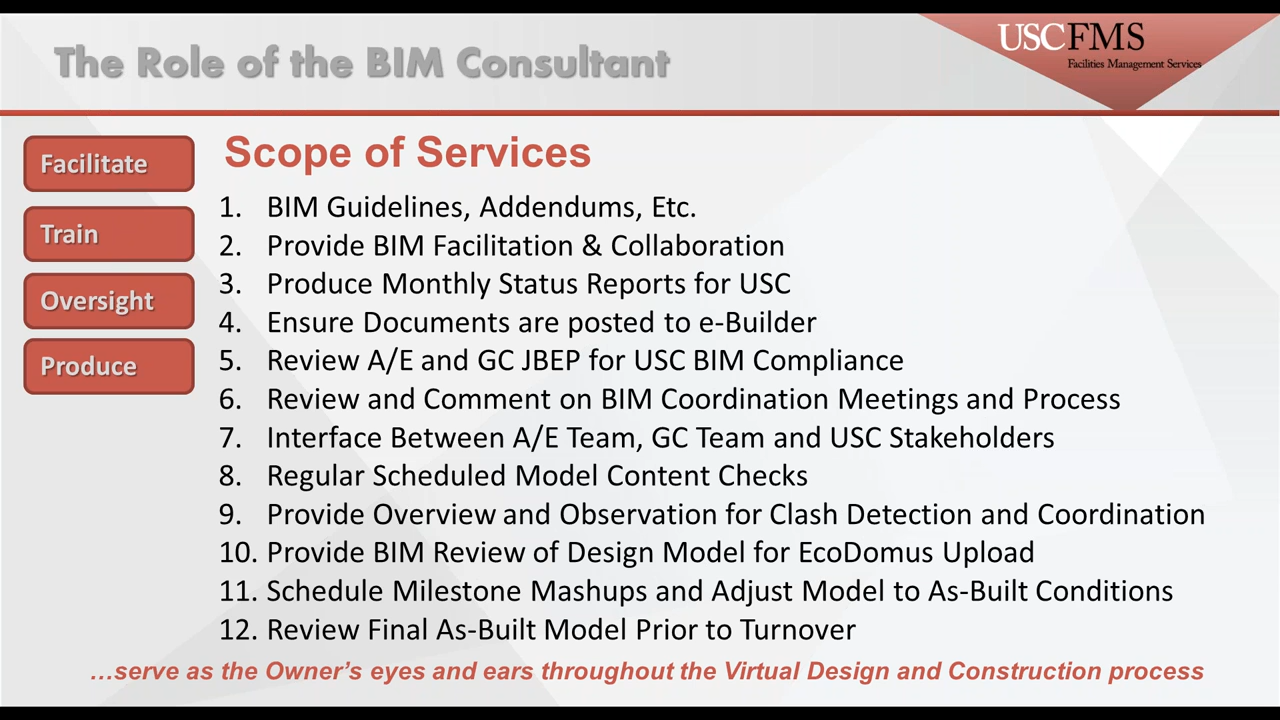 The Role of the BIM Consultant
USCFMS
Facilities Management Services
Facilitate
Train
Oversight
Produce
Scope of Services
1. BIM Guidelines, Addendums, Etc.
2. Provide BIM Facilitation & Collaboration
3. Produce Monthly Status Reports for USC
4. Ensure Documents are posted to e-Builder
5. Review A/E and GC JBEP for USC BIM Compliance
6. Review and Comment on BIM Coordination Meetings and Process
7. Interface Between A/E Team, GC Team and USC Stakeholders
8. Regular Scheduled Model Content Checks
9. Provide Overview and Observation for Clash Detection and Coordination
10. Provide BIM Review of Design Model for EcoDomus Upload
11. Schedule Milestone Mashups and Adjust Model to As-Built Conditions
12. Review Final As-Built Model Prior to Turnover
…serve as the Owner’s eyes and ears throughout the Virtual Design and Construction process